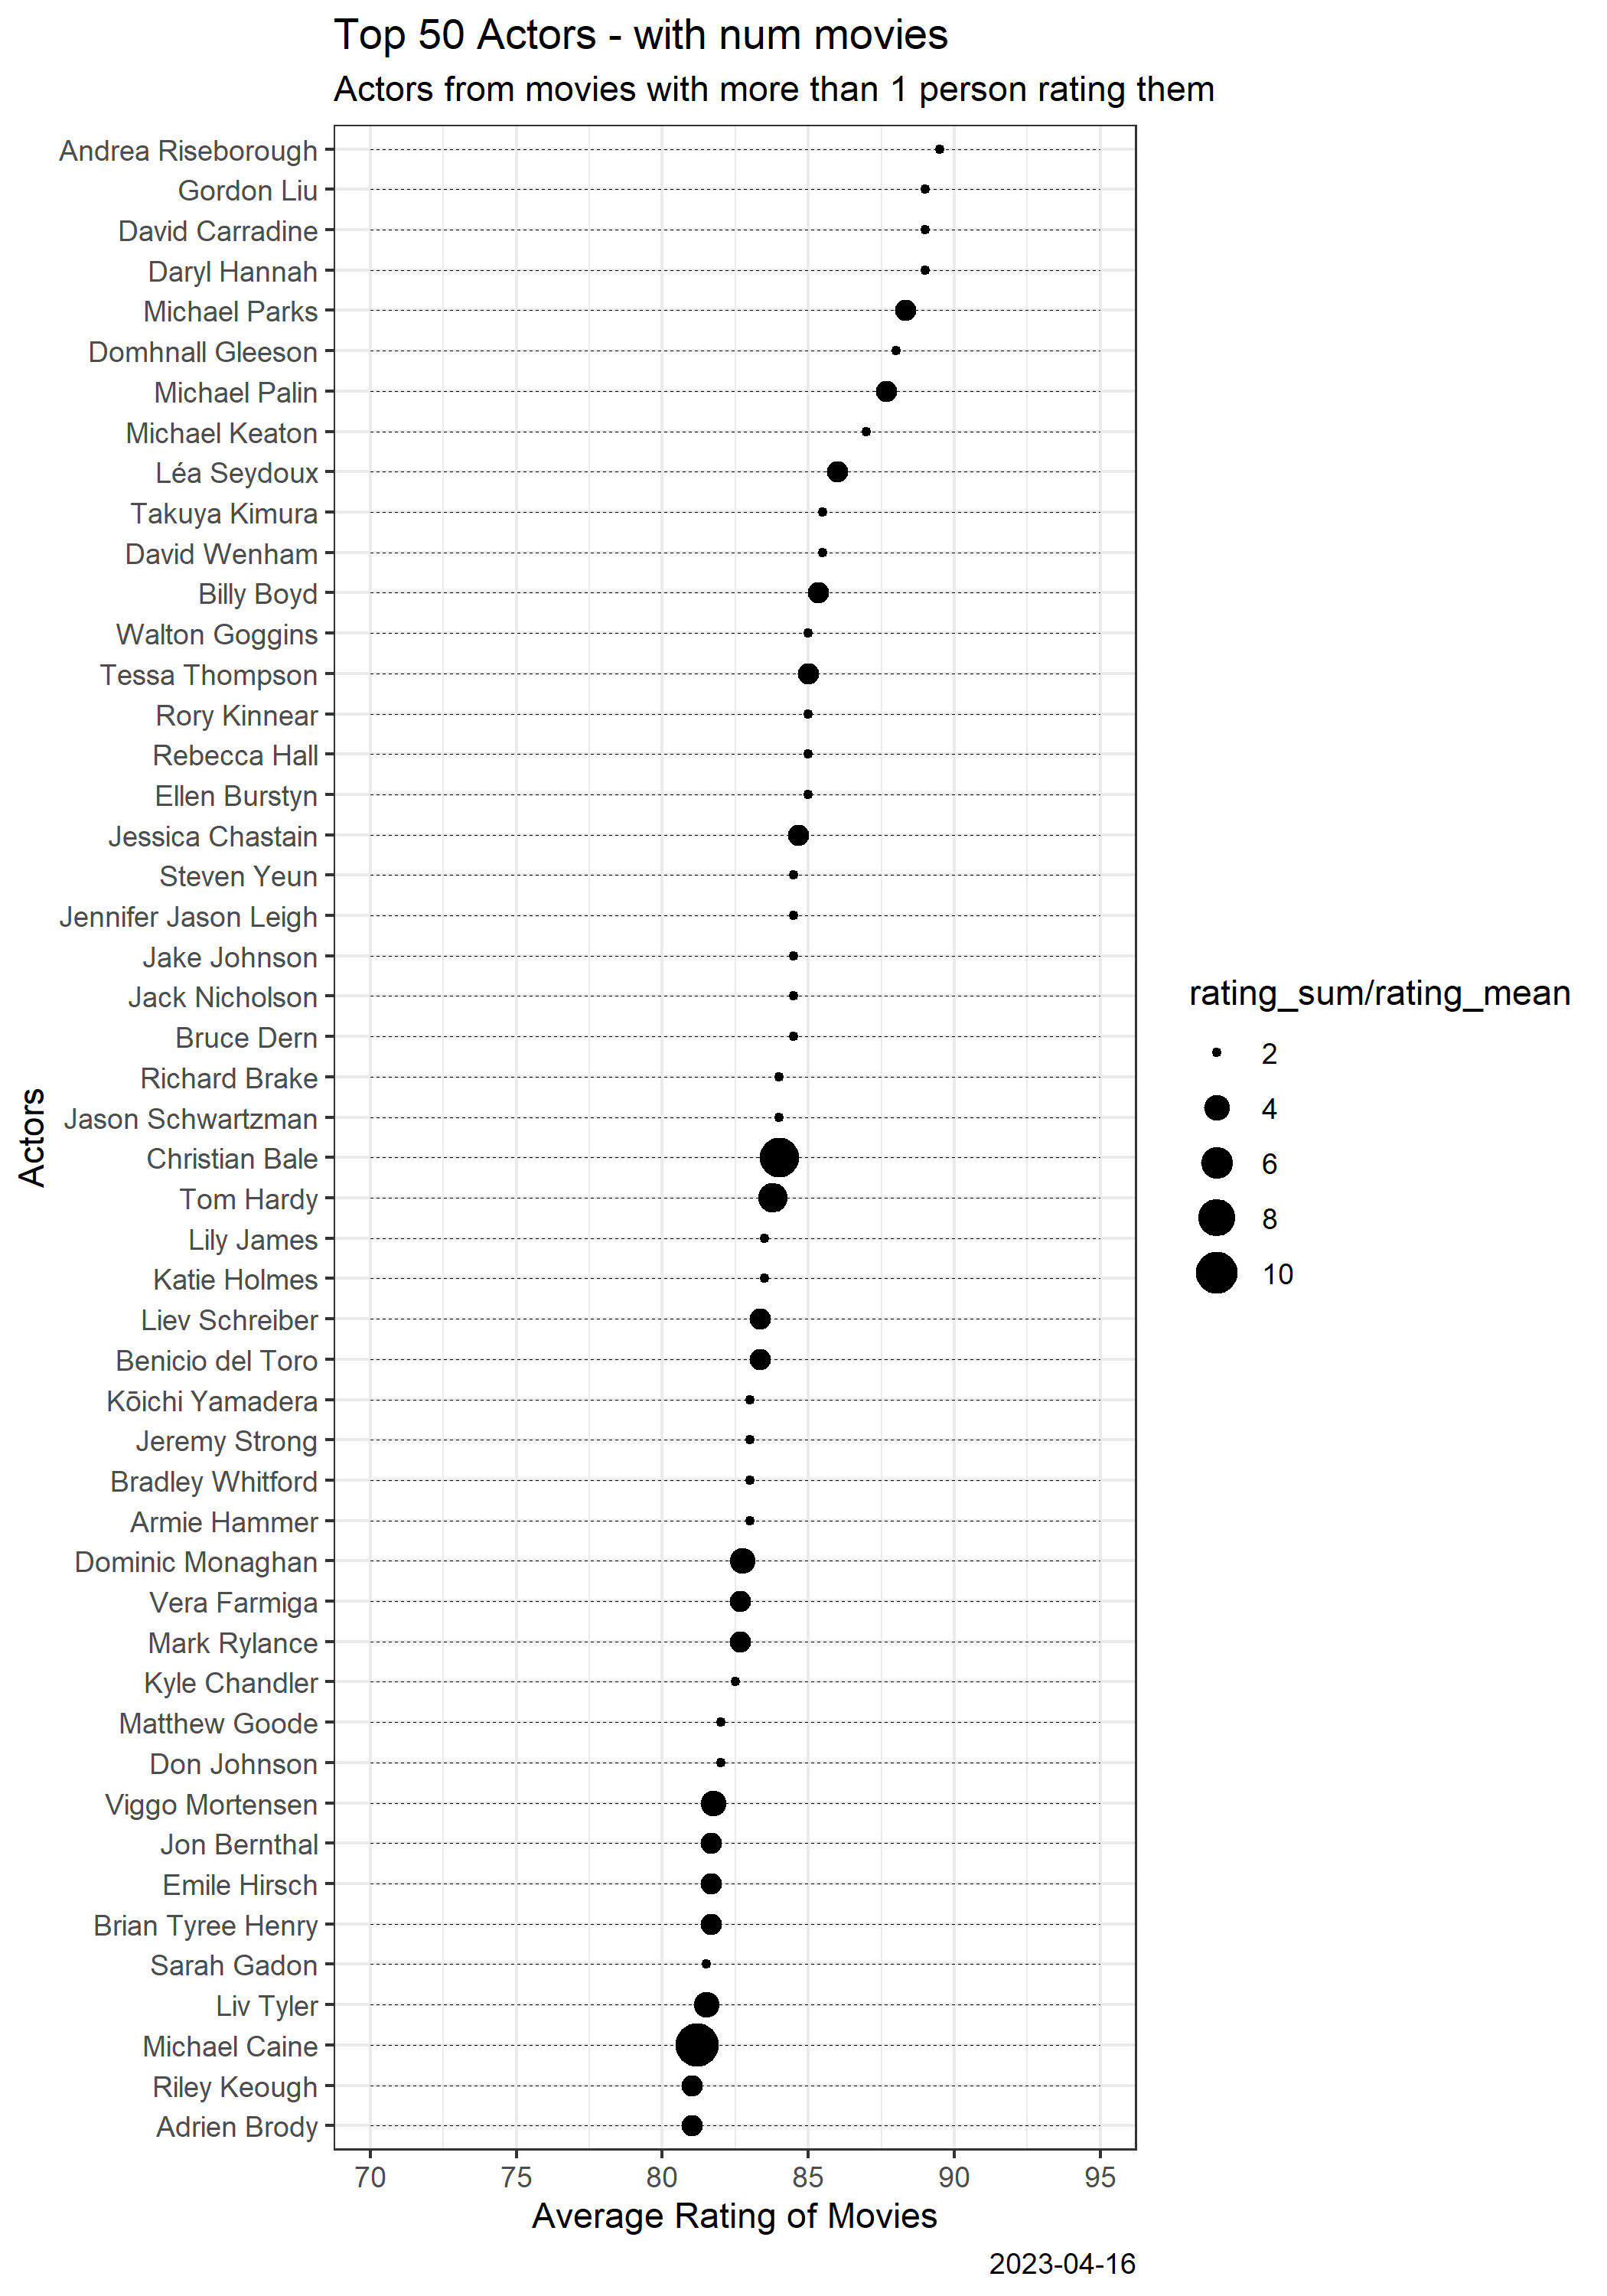 Top 50 Actors - with num movies
Actors from movies with more than 1 person rating them
Andrea Riseborough
Gordon Liu
David Carradine
Daryl Hannah
Michael Parks
Domhnall Gleeson
Michael Palin
Michael Keaton
Léa Seydoux
Takuya Kimura
David Wenham
Billy Boyd
Walton Goggins
Tessa Thompson
Rory Kinnear
Rebecca Hall
Ellen Burstyn
Jessica Chastain
Steven Yeun
Jennifer Jason Leigh
Jake Johnson
Jack Nicholson
Bruce Dern
Richard Brake
Jason Schwartzman
Christian Bale
Tom Hardy
Lily James
Katie Holmes
Liev Schreiber
Benicio del Toro
Kōichi Yamadera
Jeremy Strong
Bradley Whitford
Armie Hammer
Dominic Monaghan
Vera Farmiga
Mark Rylance
Kyle Chandler
Matthew Goode
Don Johnson
Viggo Mortensen
Jon Bernthal
Emile Hirsch
Brian Tyree Henry
Sarah Gadon
Liv Tyler
Michael Caine
Riley Keough
Adrien Brody
Actors
70 75 80 85 90 95
Average Rating of Movies
rating_sum/rating_mean
2
4
6
8
10
2023-04-16